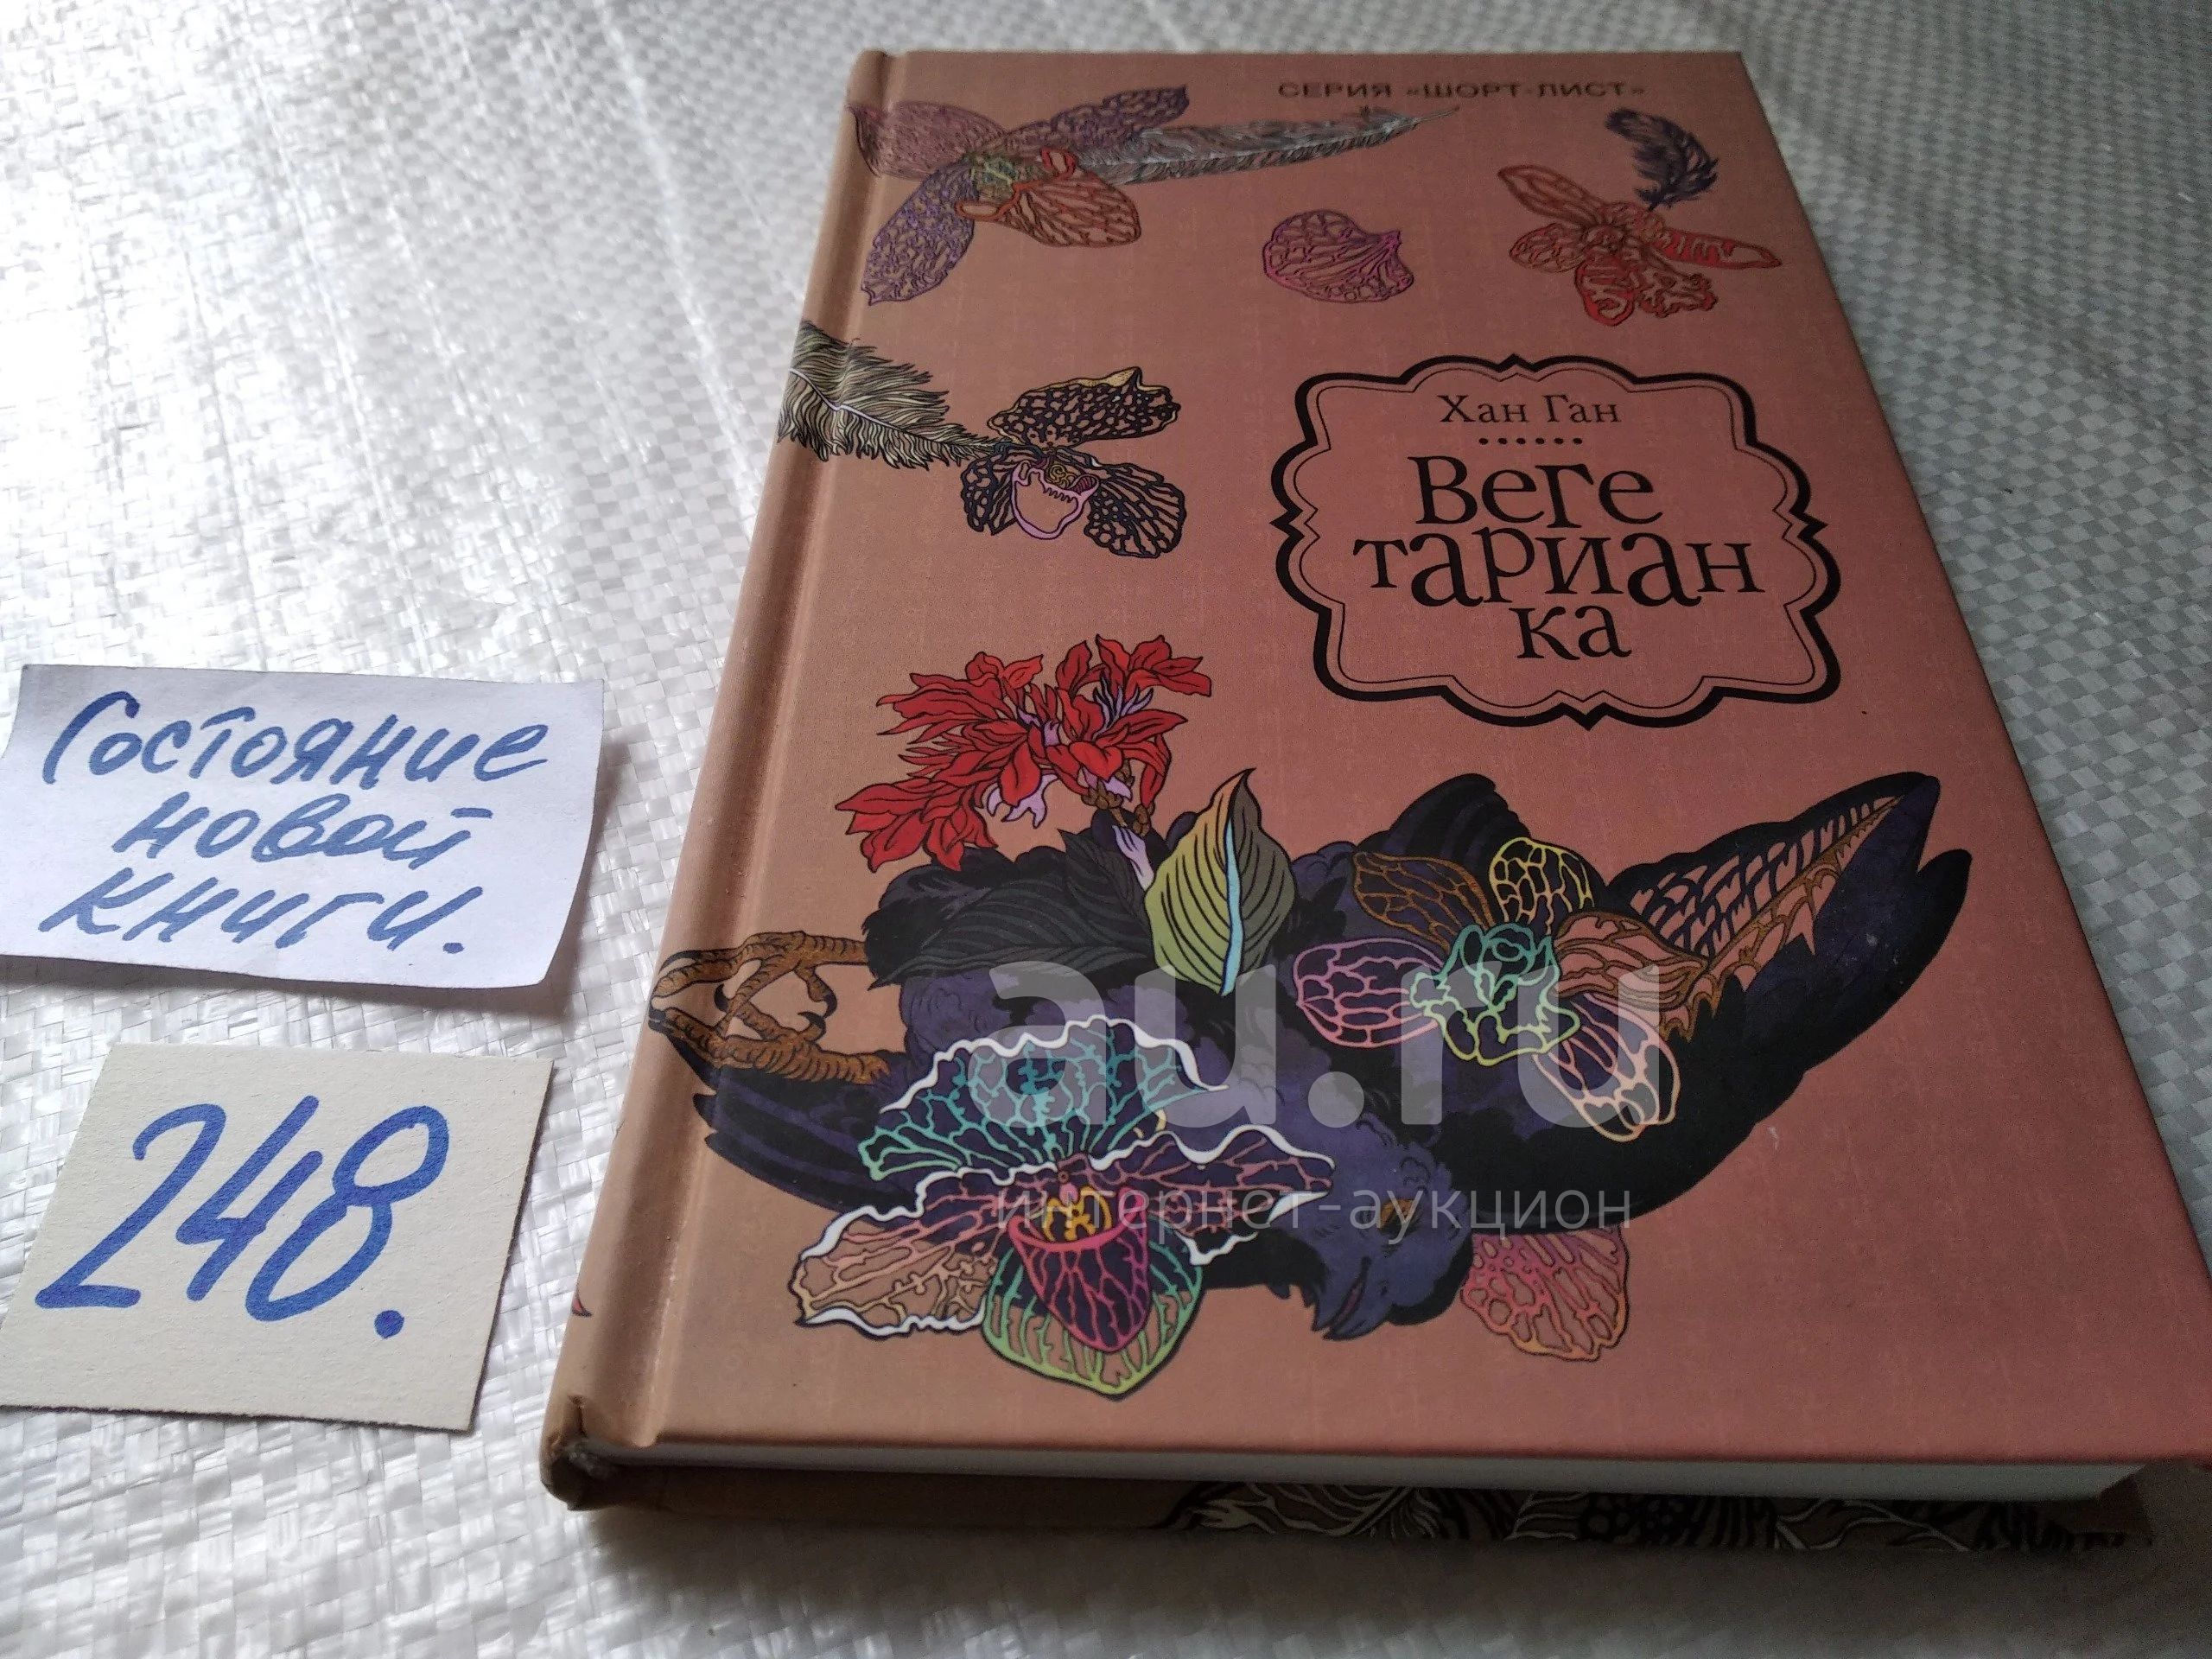 СЕРИЯ «ШОРТ-ЛИСТ»
Хан Ган
Веге
тариан
ка
Состояние
новой
книги.
248.
au.ru
интернет-аукцион